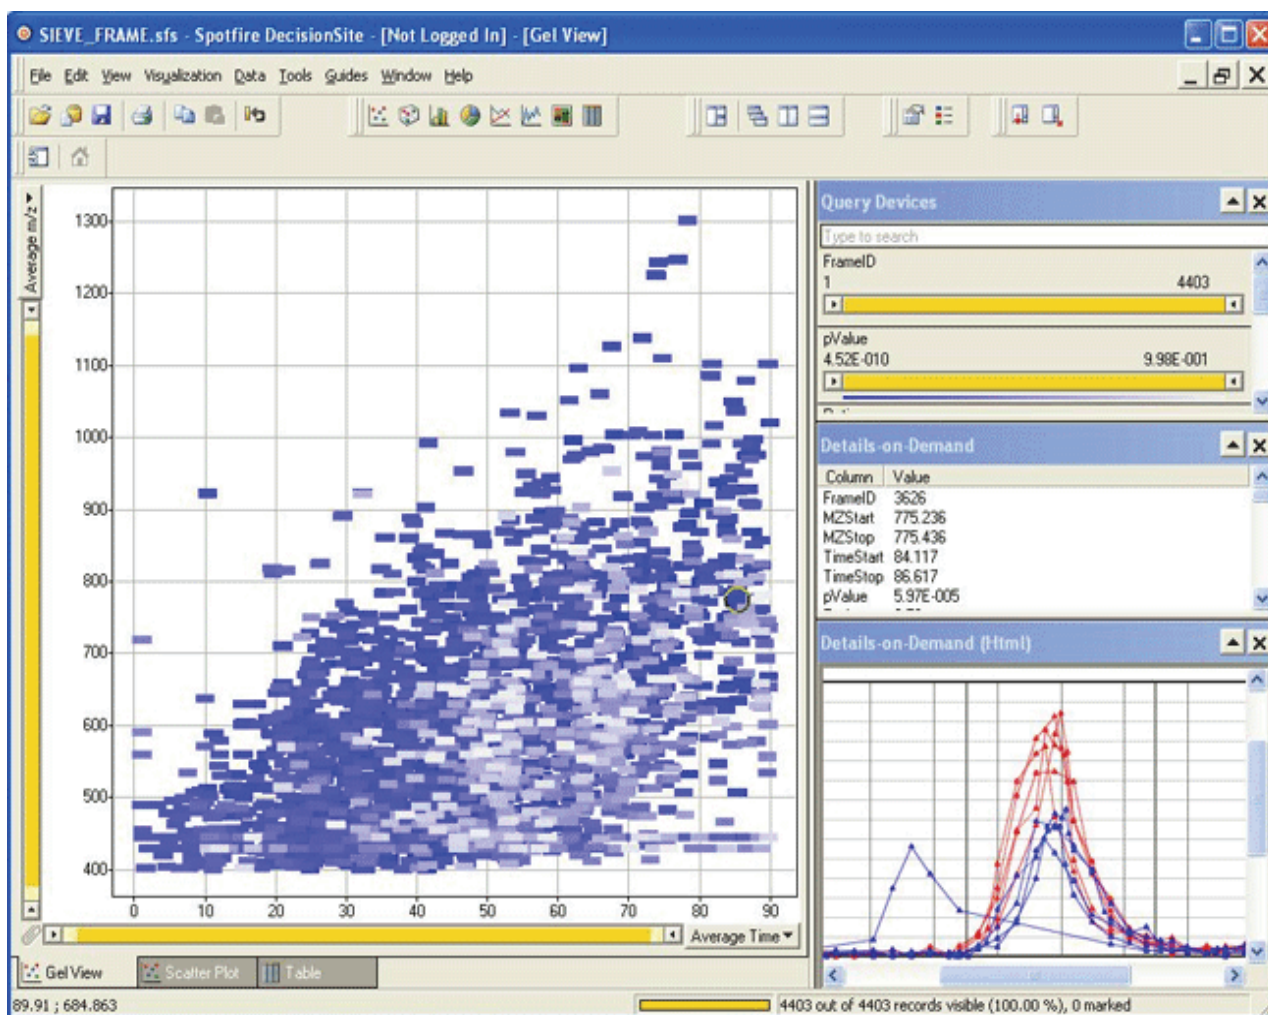 SIEVE_FRAME.sfs - Spotfire DecisionSite - [Not Logged In] - [Gel View]
File Edit View Visualization Data Tools Guides Window Help
Average m/z
1300
1200
1100
1000
900
800
700
600
500
400
0 10 20 30 40 50 60 70 80 90
Average Time
Gel View Scatter Plot Table
Query Devices
Type to search
FrameID
1 4403
pValue
4.52E-010 9.98E-001
Details-on-Demand
Column Value
FrameID 3626
MZStart 775.236
MZStop 775.436
TimeStart 84.117
TimeStop 86.617
pValue 5.97E-005
Details-on-Demand (Html)
89.91 ; 684.863
4403 out of 4403 records visible (100.00 %), 0 marked